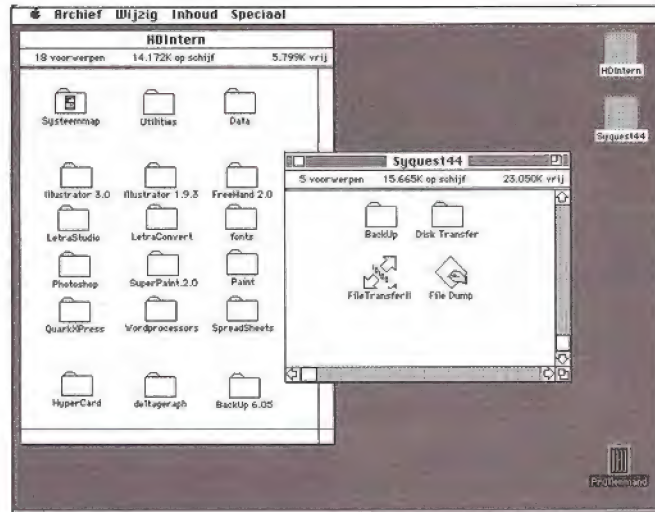 Archief Wijzig Inhoud Speciaal
HDIntern
18 voorwerpen 14.172K op schijf 5.799K vrij
Systeemmap Utilities Data
Illustrator 3.0 Illustrator 1.9.3 FreeHand 2.0
LetraStudio LetraConvert fonts
Photoshop SuperPaint.2.0 Paint
QuarkXPress Wordprocessors SpreadSheets
HyperCard deltageraph BackUp 6.05
Syquest44
5 voorwerpen 15.665K op schijf 23.050K vrij
BackUp Disk Transfer
FileTransferII File Dump
HDIntern
Syquest44
Prullenmand